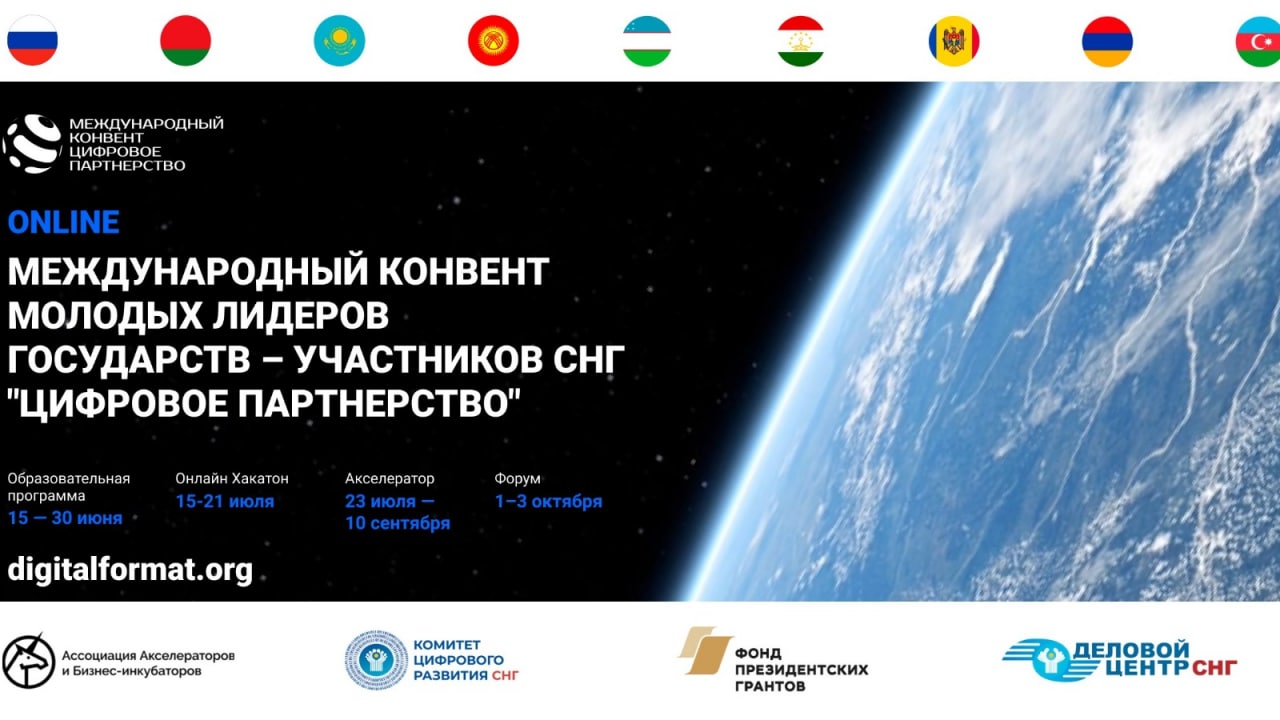 МЕЖДУНАРОДНЫЙ
КОНВЕНТ
ЦИФРОВОЕ
ПАРТНЕРСТВО
ONLINE
МЕЖДУНАРОДНЫЙ КОНВЕНТ
МОЛОДЫХ ЛИДЕРОВ
ГОСУДАРСТВ – УЧАСТНИКОВ СНГ
"ЦИФРОВОЕ ПАРТНЕРСТВО"
Образовательная
программа
15 — 30 июня
Онлайн Хакатон
15-21 июля
Акселератор
23 июля —
10 сентября
Форум
1–3 октября
digitalformat.org
Ассоциация Акселераторов
и Бизнес-инкубаторов
КОМИТЕТ
ЦИФРОВОГО
РАЗВИТИЯ СНГ
ФОНД
ПРЕЗИДЕНТСКИХ
ГРАНТОВ
ДЕЛОВОЙ
ЦЕНТР СНГ